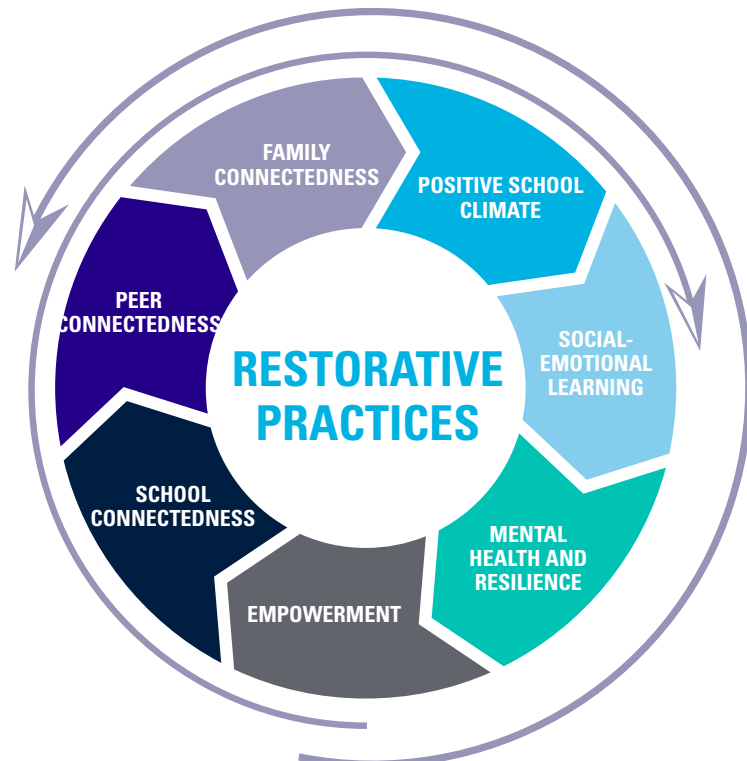 FAMILY
CONNECTEDNESS
POSITIVE SCHOOL
CLIMATE
SOCIAL-
EMOTIONAL
LEARNING
MENTAL
HEALTH AND
RESILIENCE
EMPOWERMENT
SCHOOL
CONNECTEDNESS
PEER
CONNECTEDNESS
RESTORATIVE
PRACTICES